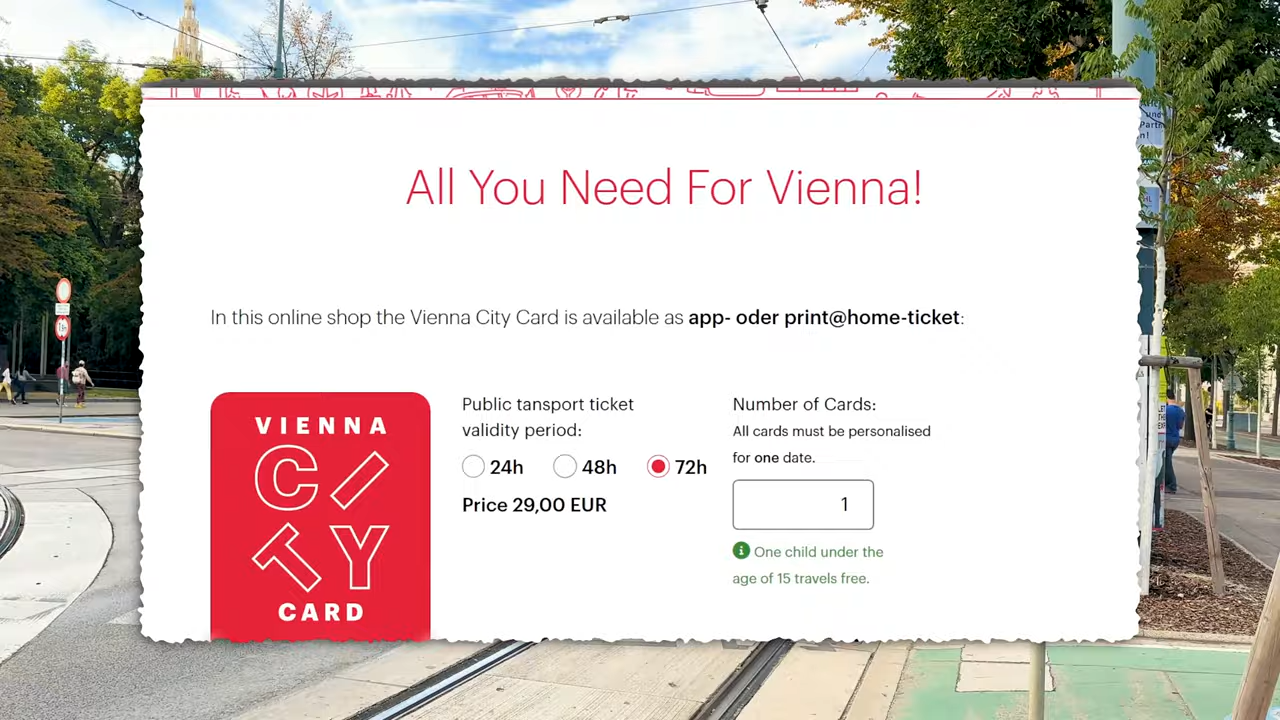 All You Need For Vienna!
In this online shop the Vienna City Card is available as app- oder print@home-ticket:
VIENNA
CITY
CARD
Public tansport ticket
validity period:
24h 48h 72h
Price 29,00 EUR
Number of Cards:
All cards must be personalised
for one date.
1
One child under the
age of 15 travels free.